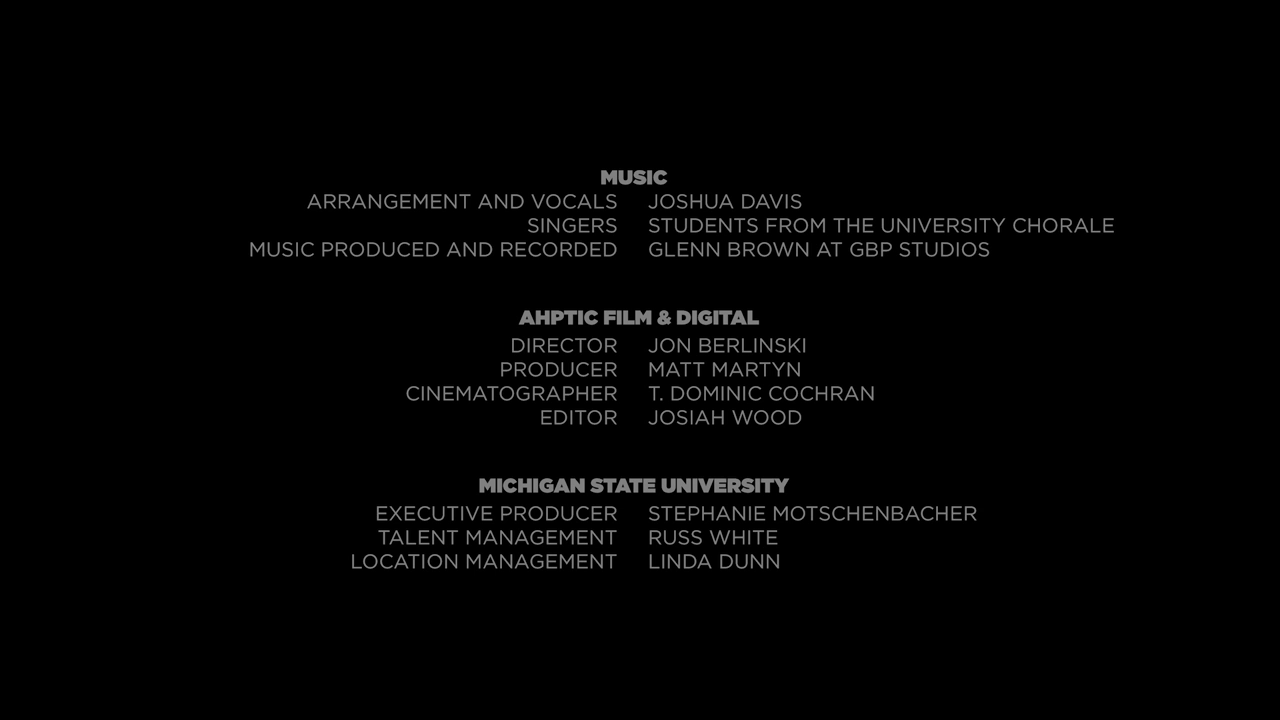 MUSIC
ARRANGEMENT AND VOCALS JOSHUA DAVIS
SINGERS STUDENTS FROM THE UNIVERSITY CHORALE
MUSIC PRODUCED AND RECORDED GLENN BROWN AT GBP STUDIOS
AHPTIC FILM & DIGITAL
DIRECTOR JON BERLINSKI
PRODUCER MATT MARTYN
CINEMATOGRAPHER T. DOMINIC COCHRAN
EDITOR JOSIAH WOOD
MICHIGAN STATE UNIVERSITY
EXECUTIVE PRODUCER STEPHANIE MOTSCHENBACHER
TALENT MANAGEMENT RUSS WHITE
LOCATION MANAGEMENT LINDA DUNN